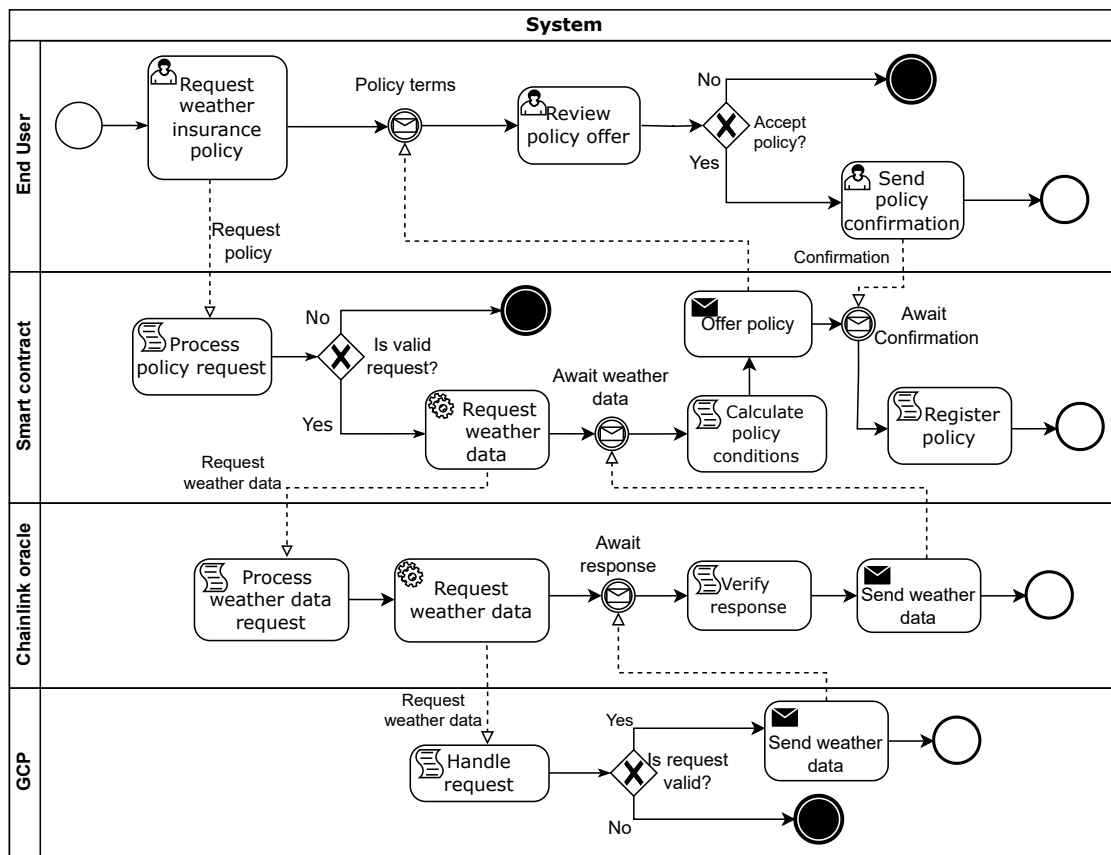 System
End User
Request
weather
insurance
policy
Policy terms
Review
policy offer
No
Accept
policy?
Yes
Send
policy
confirmation
Request
policy
Confirmation
Smart contract
Process
policy request
No
Is valid
request?
Yes
Request
weather
data
Await weather
data
Offer policy
Calculate
policy
conditions
Await
Confirmation
Register
policy
Request
weather data
Chainlink oracle
Process
weather data
request
Request
weather data
Await
response
Verify
response
Send weather
data
Request
weather data
GCP
Handle
request
Yes
Is request
valid?
No
Send weather
data